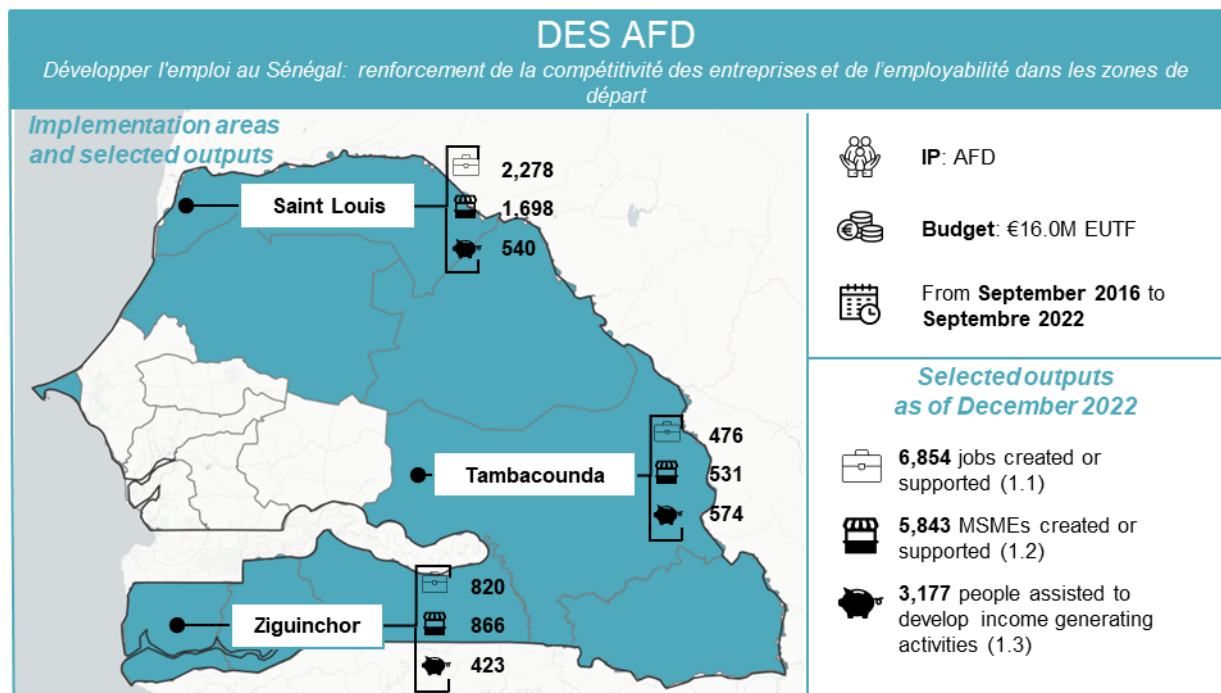 DES AFD
Développer l'emploi au Sénégal: renforcement de la compétitivité des entreprises et de l'employabilité dans les zones de
départ
Implementation areas
and selected outputs
2,278
Saint Louis
1,698
540
476
Tambacounda
531
574
820
Ziguinchor
866
423
IP: AFD
Budget: €16.0M EUTF
From September 2016 to
Septembre 2022
Selected outputs
as of December 2022
6,854 jobs created or
supported (1.1)
5,843 MSMEs created or
supported (1.2)
3,177 people assisted to
develop income generating
activities (1.3)